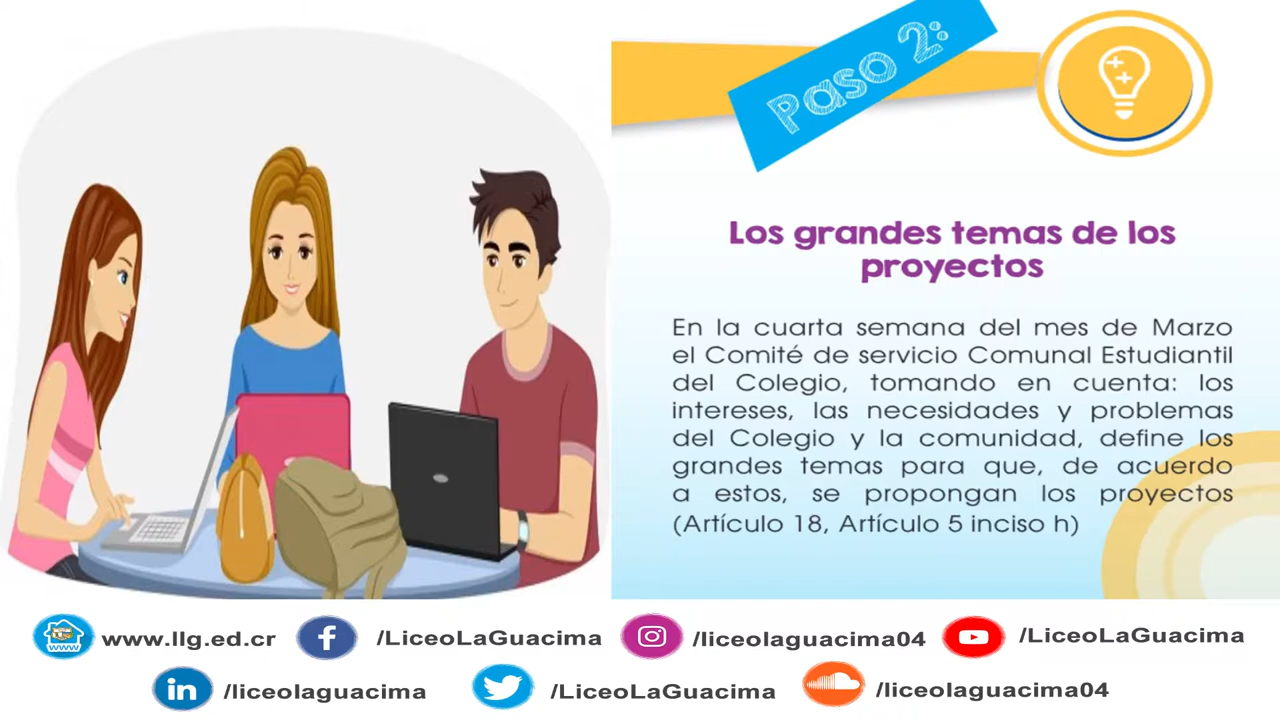 Paso 2:
Los grandes temas de los
proyectos
En la cuarta semana del mes de Marzo
el Comité de servicio Comunal Estudiantil
del Colegio, tomando en cuenta: los
intereses, las necesidades y problemas
del Colegio y la comunidad, define los
grandes temas para que, de acuerdo
a estos, se propongan los proyectos
(Artículo 18, Artículo 5 inciso h)
www.llg.ed.cr
/LiceoLaGuacima
/liceolaguacima04
/LiceoLaGuacima
/liceolaguacima
/LiceoLaGuacima
/liceolaguacima04